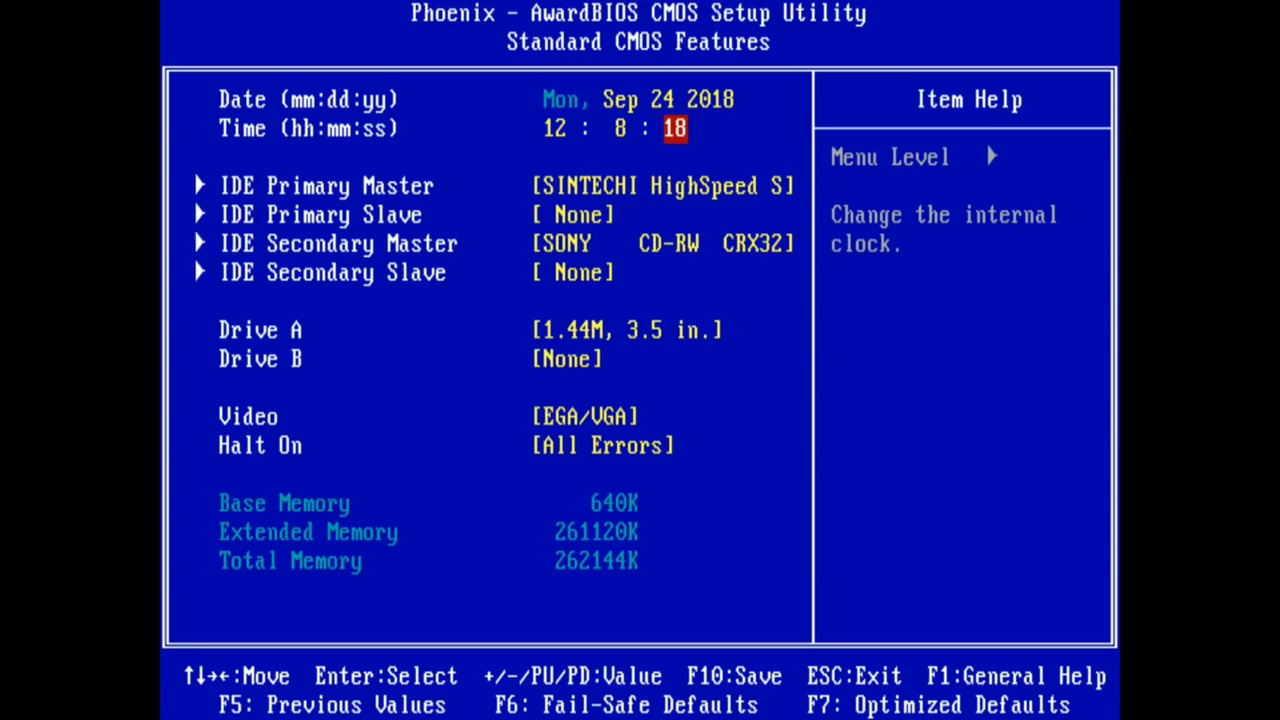 Phoenix - AwardBIOS CMOS Setup Utility
Standard CMOS Features
Date (mm:dd:yy) Mon, Sep 24 2018
Time (hh:mm:ss) 12 : 8 : 18
IDE Primary Master [SINTECHI HighSpeed S]
IDE Primary Slave [ None]
IDE Secondary Master [SONY CD-RW CRX32]
IDE Secondary Slave [ None]
Drive A [1.44M, 3.5 in.]
Drive B [None]
Video [EGA/VGA]
Halt On [All Errors]
Base Memory 640K
Extended Memory 261120K
Total Memory 262144K
Item Help
Menu Level
Change the internal
clock.
↑↓→←:Move Enter:Select +/-/PU/PD:Value F10:Save ESC:Exit F1:General Help
F5: Previous Values F6: Fail-Safe Defaults F7: Optimized Defaults